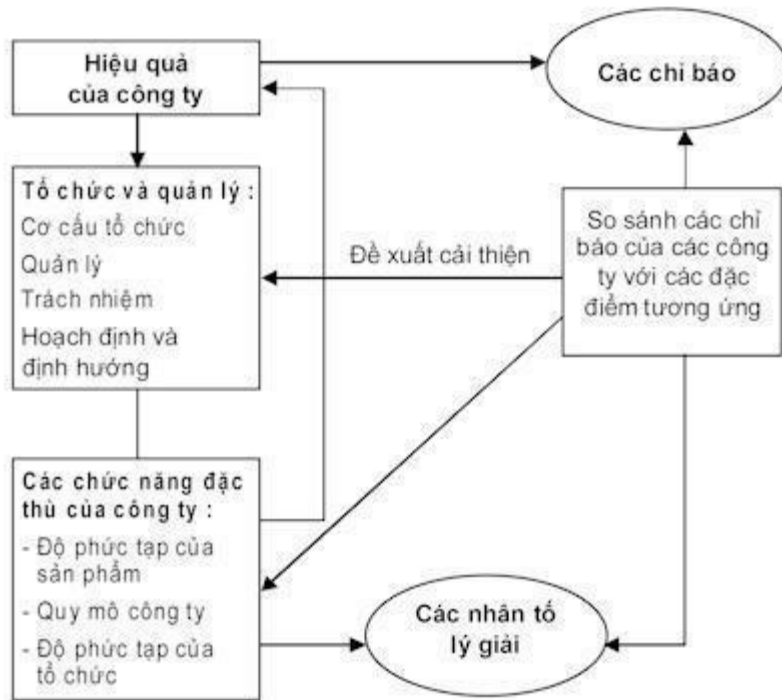 Hiệu quả
của công ty
Các chỉ báo
Tổ chức và quản lý :
Cơ cấu tổ chức
Quản lý
Trách nhiệm
Hoạch định và
định hướng
Đề xuất cải thiện
So sánh các chỉ
báo của các công
ty với các đặc
điểm tương ứng
Các chức năng đặc
thù của công ty :
- Độ phức tạp của
sản phẩm
- Quy mô công ty
- Độ phức tạp của
tổ chức
Các nhân tố
lý giải